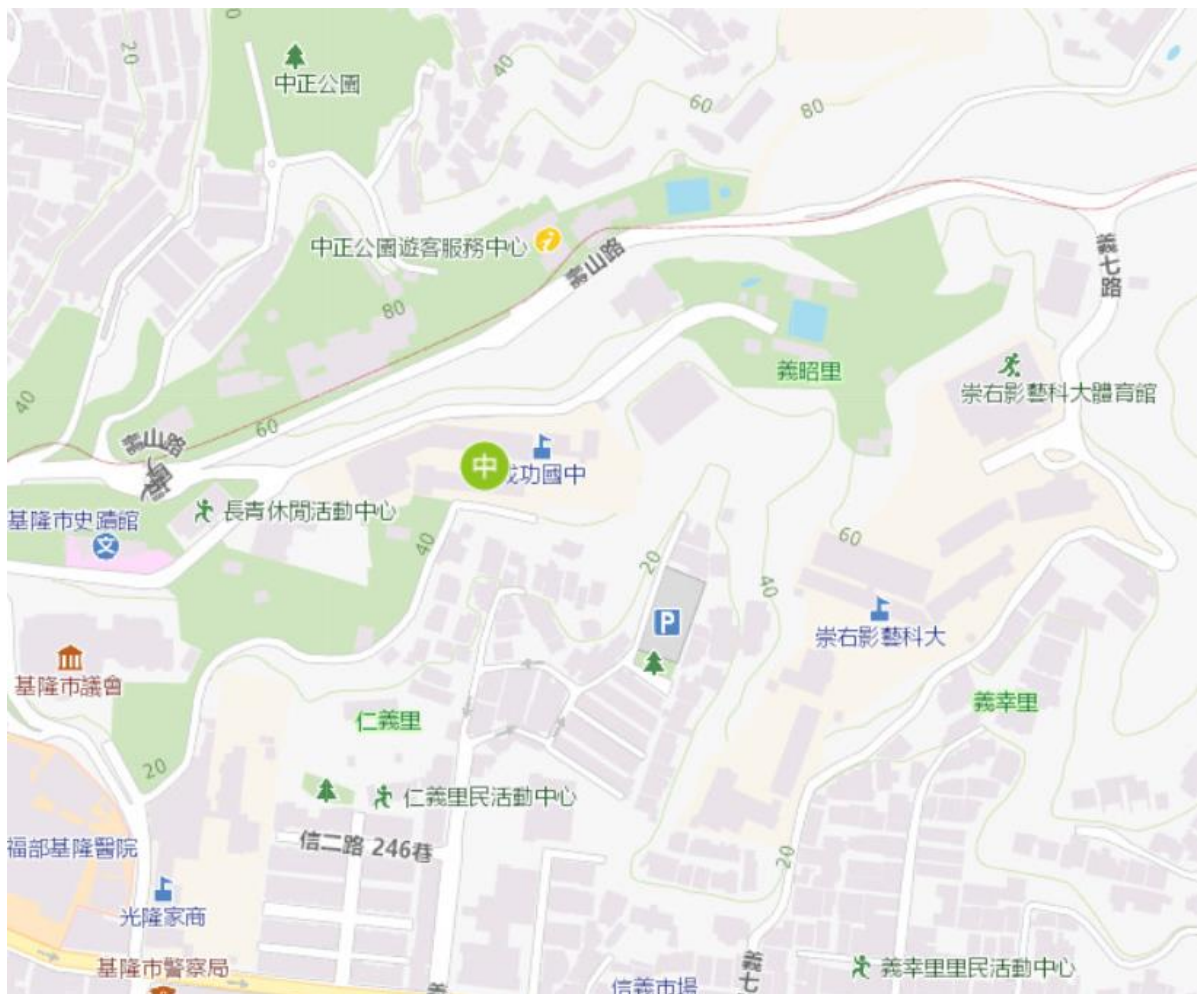 20
20
中正公園
40
60
80
中正公園遊客服務中心
壽山路
義七路
80
義昭里
崇右影藝科大體育館
40
60
壽山路
中
成功國中
長青休閒活動中心
基隆市史蹟館
文
40
60
20
40
P
崇右影藝科大
基隆市議會
仁義里
義幸里
20
仁義里民活動中心
信二路 246巷
福部基隆醫院
20
光隆家商
基隆市警察局
義七
義幸里里民活動中心
信義市場